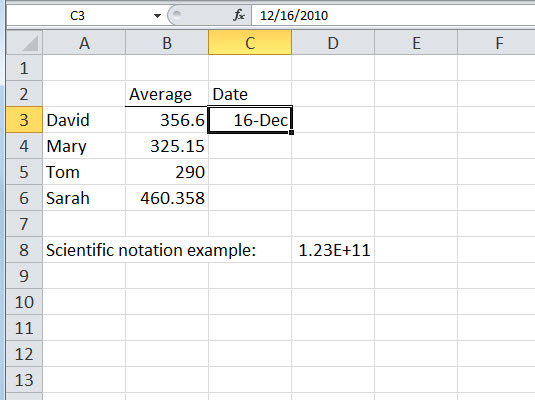 C3 fx 12/16/2010
A B C D E F
1
2 Average Date
3 David 356.6 16-Dec
4 Mary 325.15
5 Tom 290
6 Sarah 460.358
7
8 Scientific notation example: 1.23E+11
9
10
11
12
13